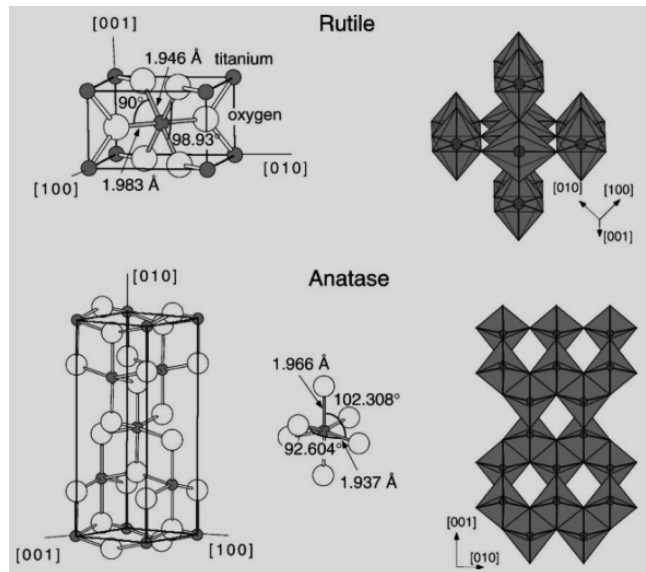 Rutile
[001]
1.946 Å
titanium
90°
oxygen
98.93°
[010]
[100]
1.983 Å
[010]
[100]
[001]
Anatase
[010]
1.966 Å
102.308°
92.604°
1.937 Å
[001]
[100]
[001]
[010]